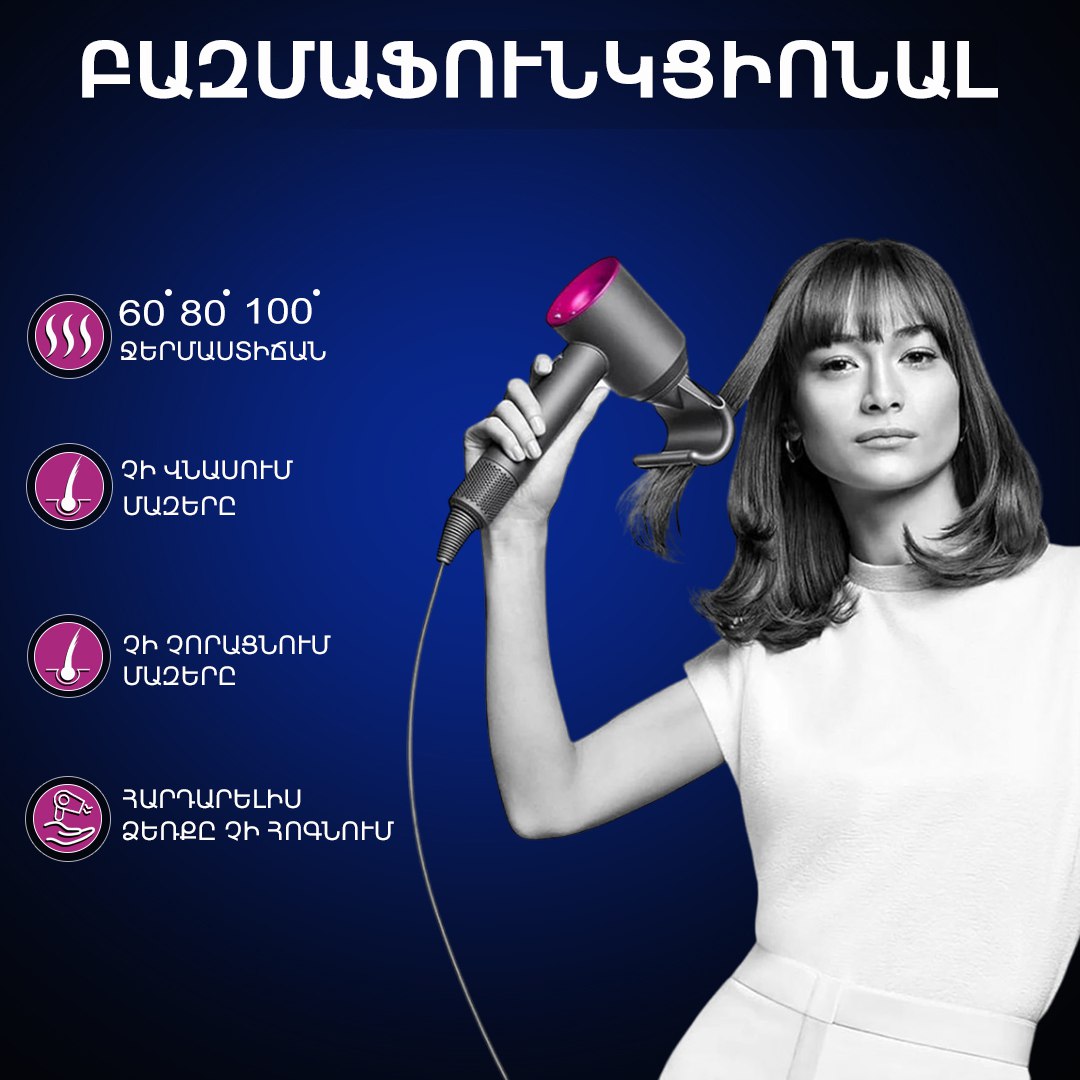 ԲԱԶՄԱՖՈՒՆԿՑԻՈՆԱԼ
60° 80° 100°
ՋԵՐՄԱՍՏԻՃԱՆ
ՉԻ ՎՆԱՍՈՒՄ
ՄԱԶԵՐԸ
ՉԻ ՉՈՐԱՑՆՈՒՄ
ՄԱԶԵՐԸ
ՀԱՐԴԱՐԵԼԻՍ
ՁԵՌՔԸ ՉԻ ՀՈԳՆՈՒՄ